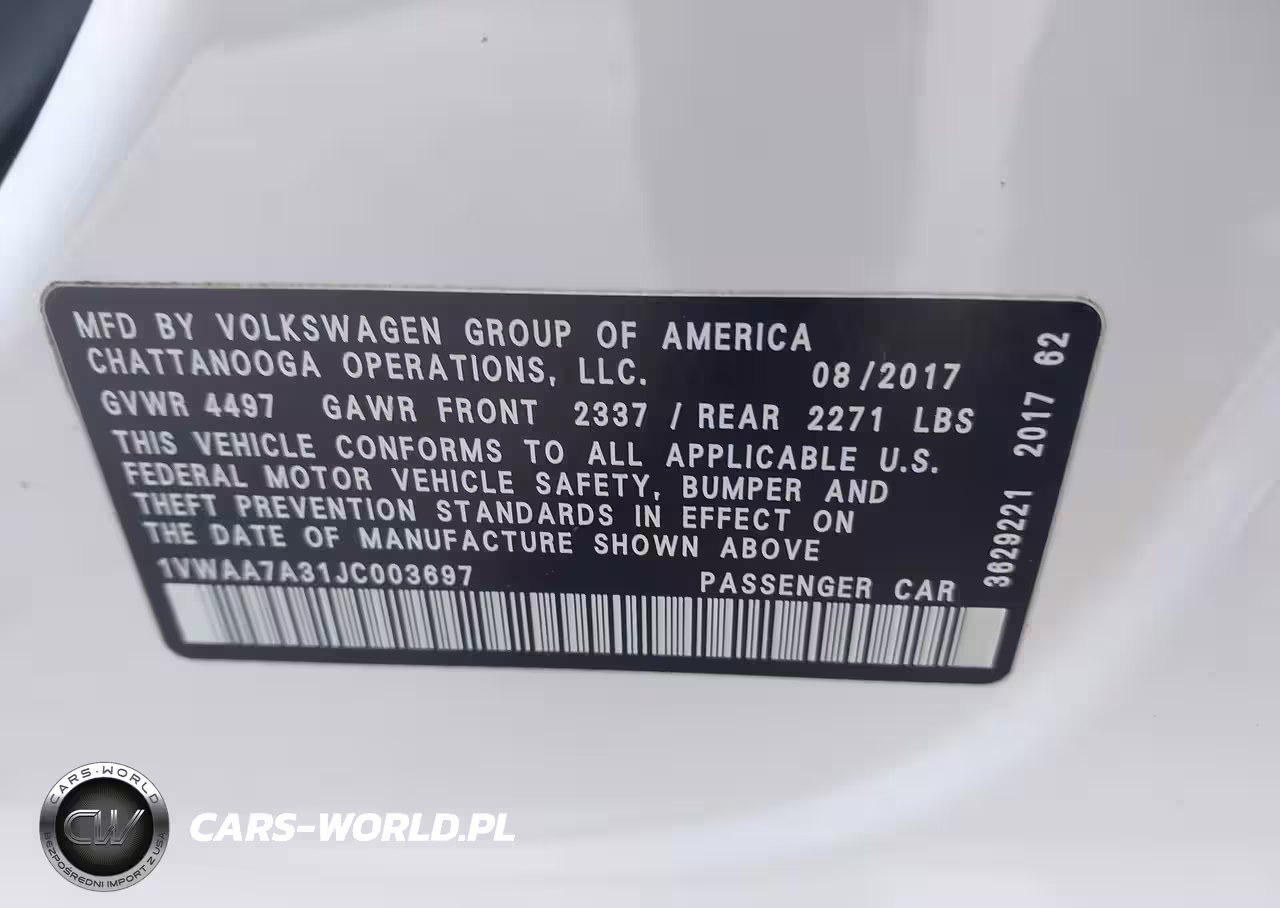 MFD BY VOLKSWAGEN GROUP OF AMERICA
CHATTANOOGA OPERATIONS, LLC. 08/2017
GVWR 4497 GAWR FRONT 2337 / REAR 2271 LBS
THIS VEHICLE CONFORMS TO ALL APPLICABLE U.S.
FEDERAL MOTOR VEHICLE SAFETY, BUMPER AND
THEFT PREVENTION STANDARDS IN EFFECT ON
THE DATE OF MANUFACTURE SHOWN ABOVE
1VWAA7A31JC003697 PASSENGER CAR
3629221 2017 62
CARS-WORLD
CW
BEZPOŚREDNI IMPORT Z USA
CARS-WORLD.PL